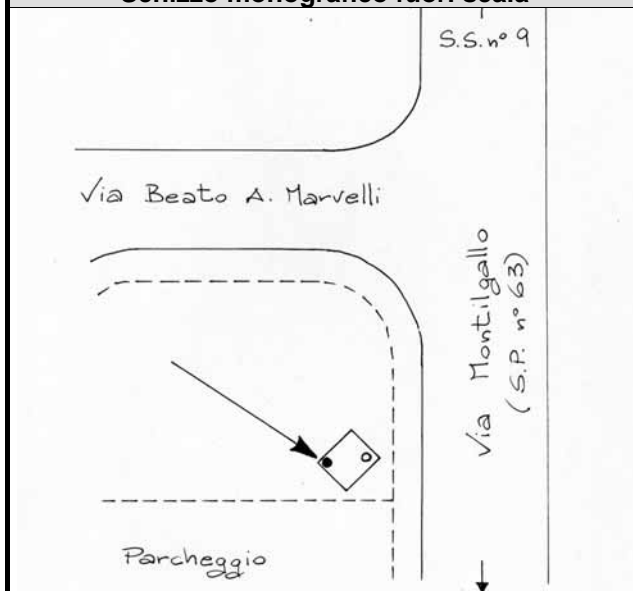 Schizzo monografico fuori scala
S.S. n° 9
Via Beato A. Marvelli
Via Montilgallo
(S.P. n° 63)
Parcheggio